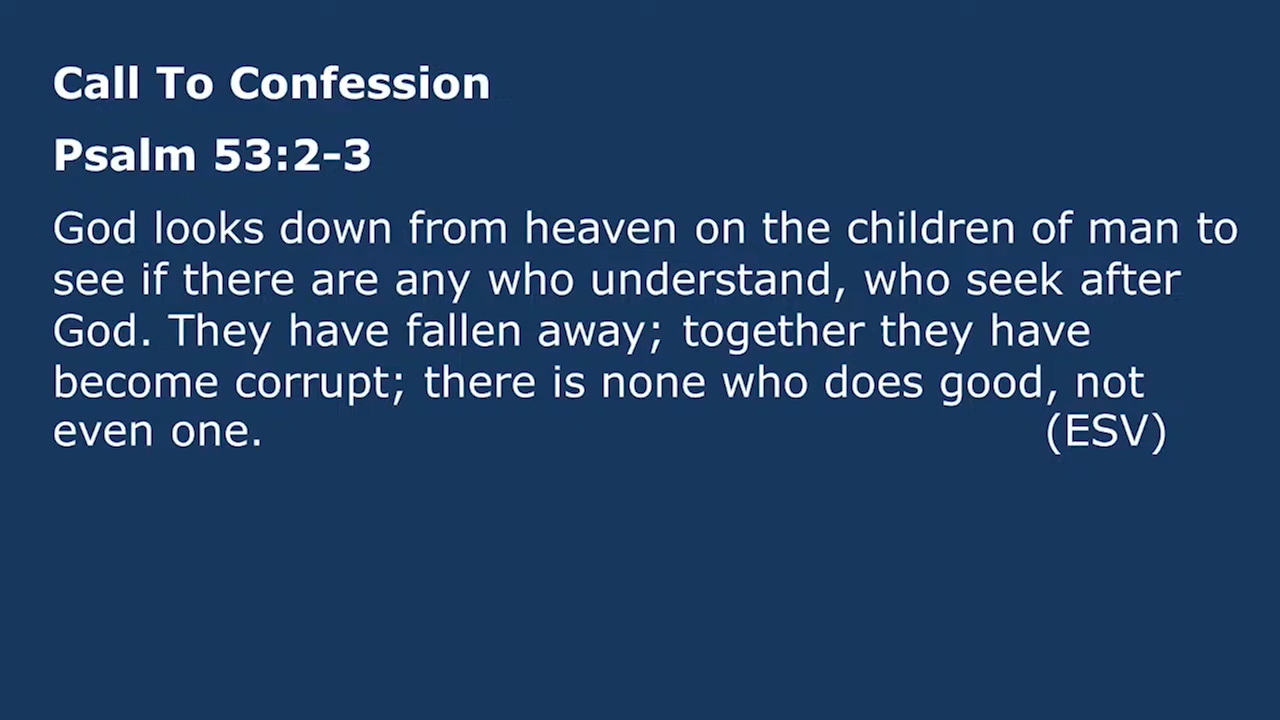 Call To Confession
Psalm 53:2-3
God looks down from heaven on the children of man to
see if there are any who understand, who seek after
God. They have fallen away; together they have
become corrupt; there is none who does good, not
even one. (ESV)